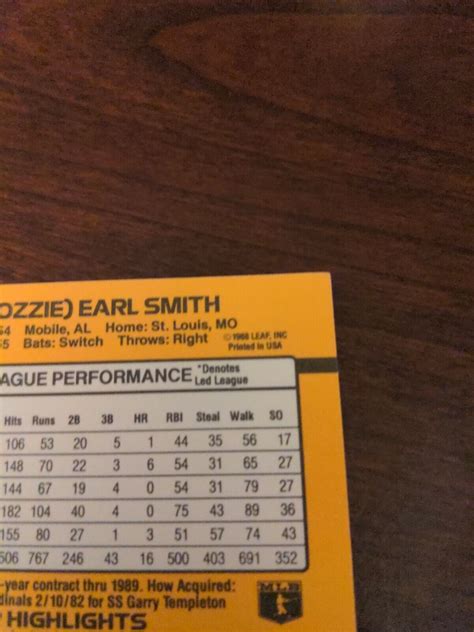 OZZIE) EARL SMITH
54 Mobile, AL Home: St. Louis, MO
Bats: Switch Throws: Right
©1988 LEAF, INC
Printed in USA
AGUE PERFORMANCE *Denotes
Led League
Hits Runs 2B 3B HR RBI Steal Walk SO
106 53 20 5 1 44 35 56 17
148 70 22 3 6 54 31 65 27
144 67 19 4 0 54 31 79 27
182 104 40 4 0 75 43 89 36
155 80 27 1 3 51 57 74 43
506 767 246 43 16 500 403 691 352
-year contract thru 1989. How Acquired:
dinals 2/10/82 for SS Garry Templeton
HIGHLIGHTS
MLB